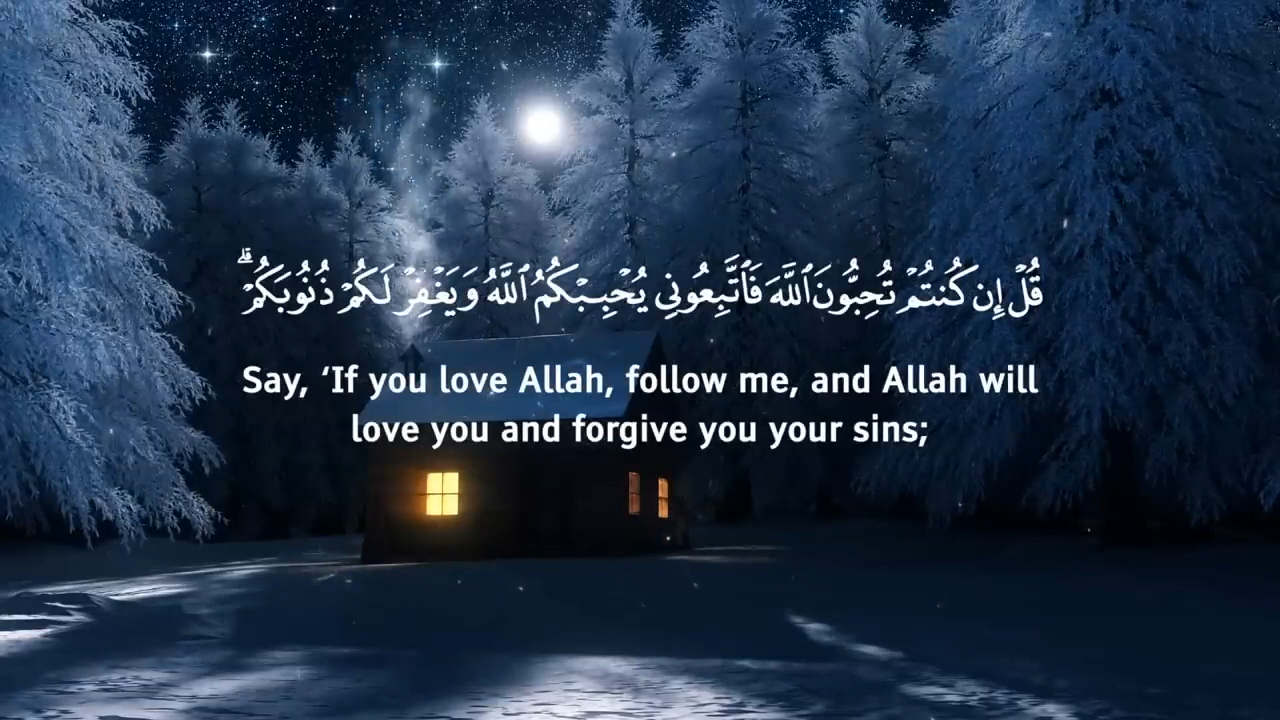 قُلْ إِن كُنتُمْ تُحِبُّونَ ٱللَّهَ فَٱتَّبِعُونِي يُحْبِبْكُمُ ٱللَّهُ وَيَغْفِرْ لَكُمْ ذُنُوبَكُمْۗ
Say, ‘If you love Allah, follow me, and Allah will
love you and forgive you your sins;